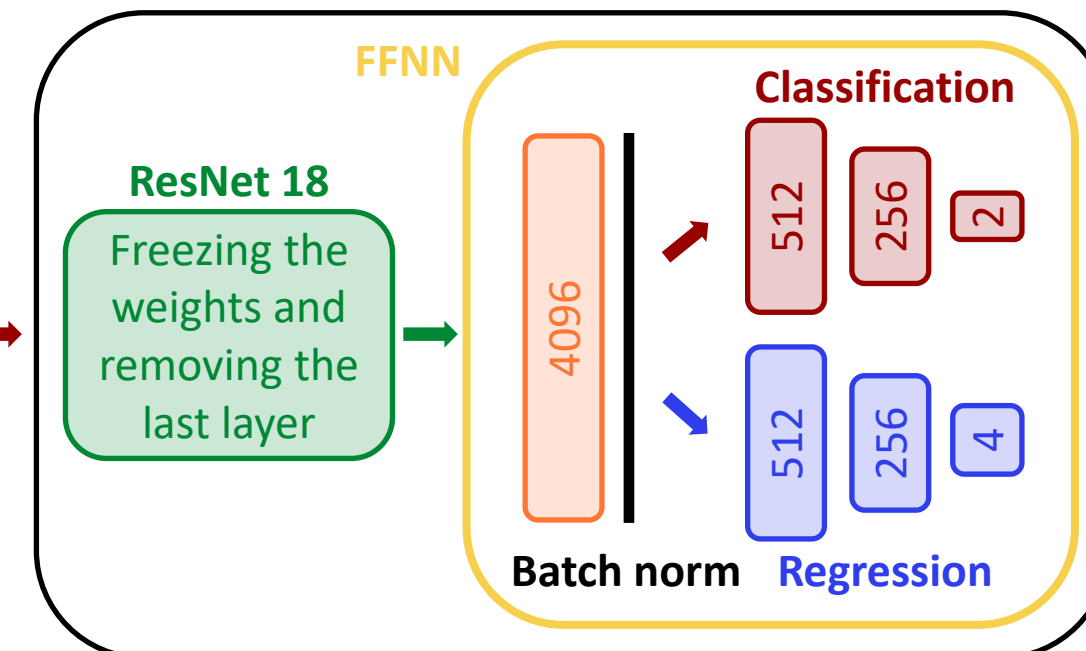 FFNN
Classification
ResNet 18
Freezing the
weights and
removing the
last layer
4096
512
256
2
512
256
4
Batch norm
Regression